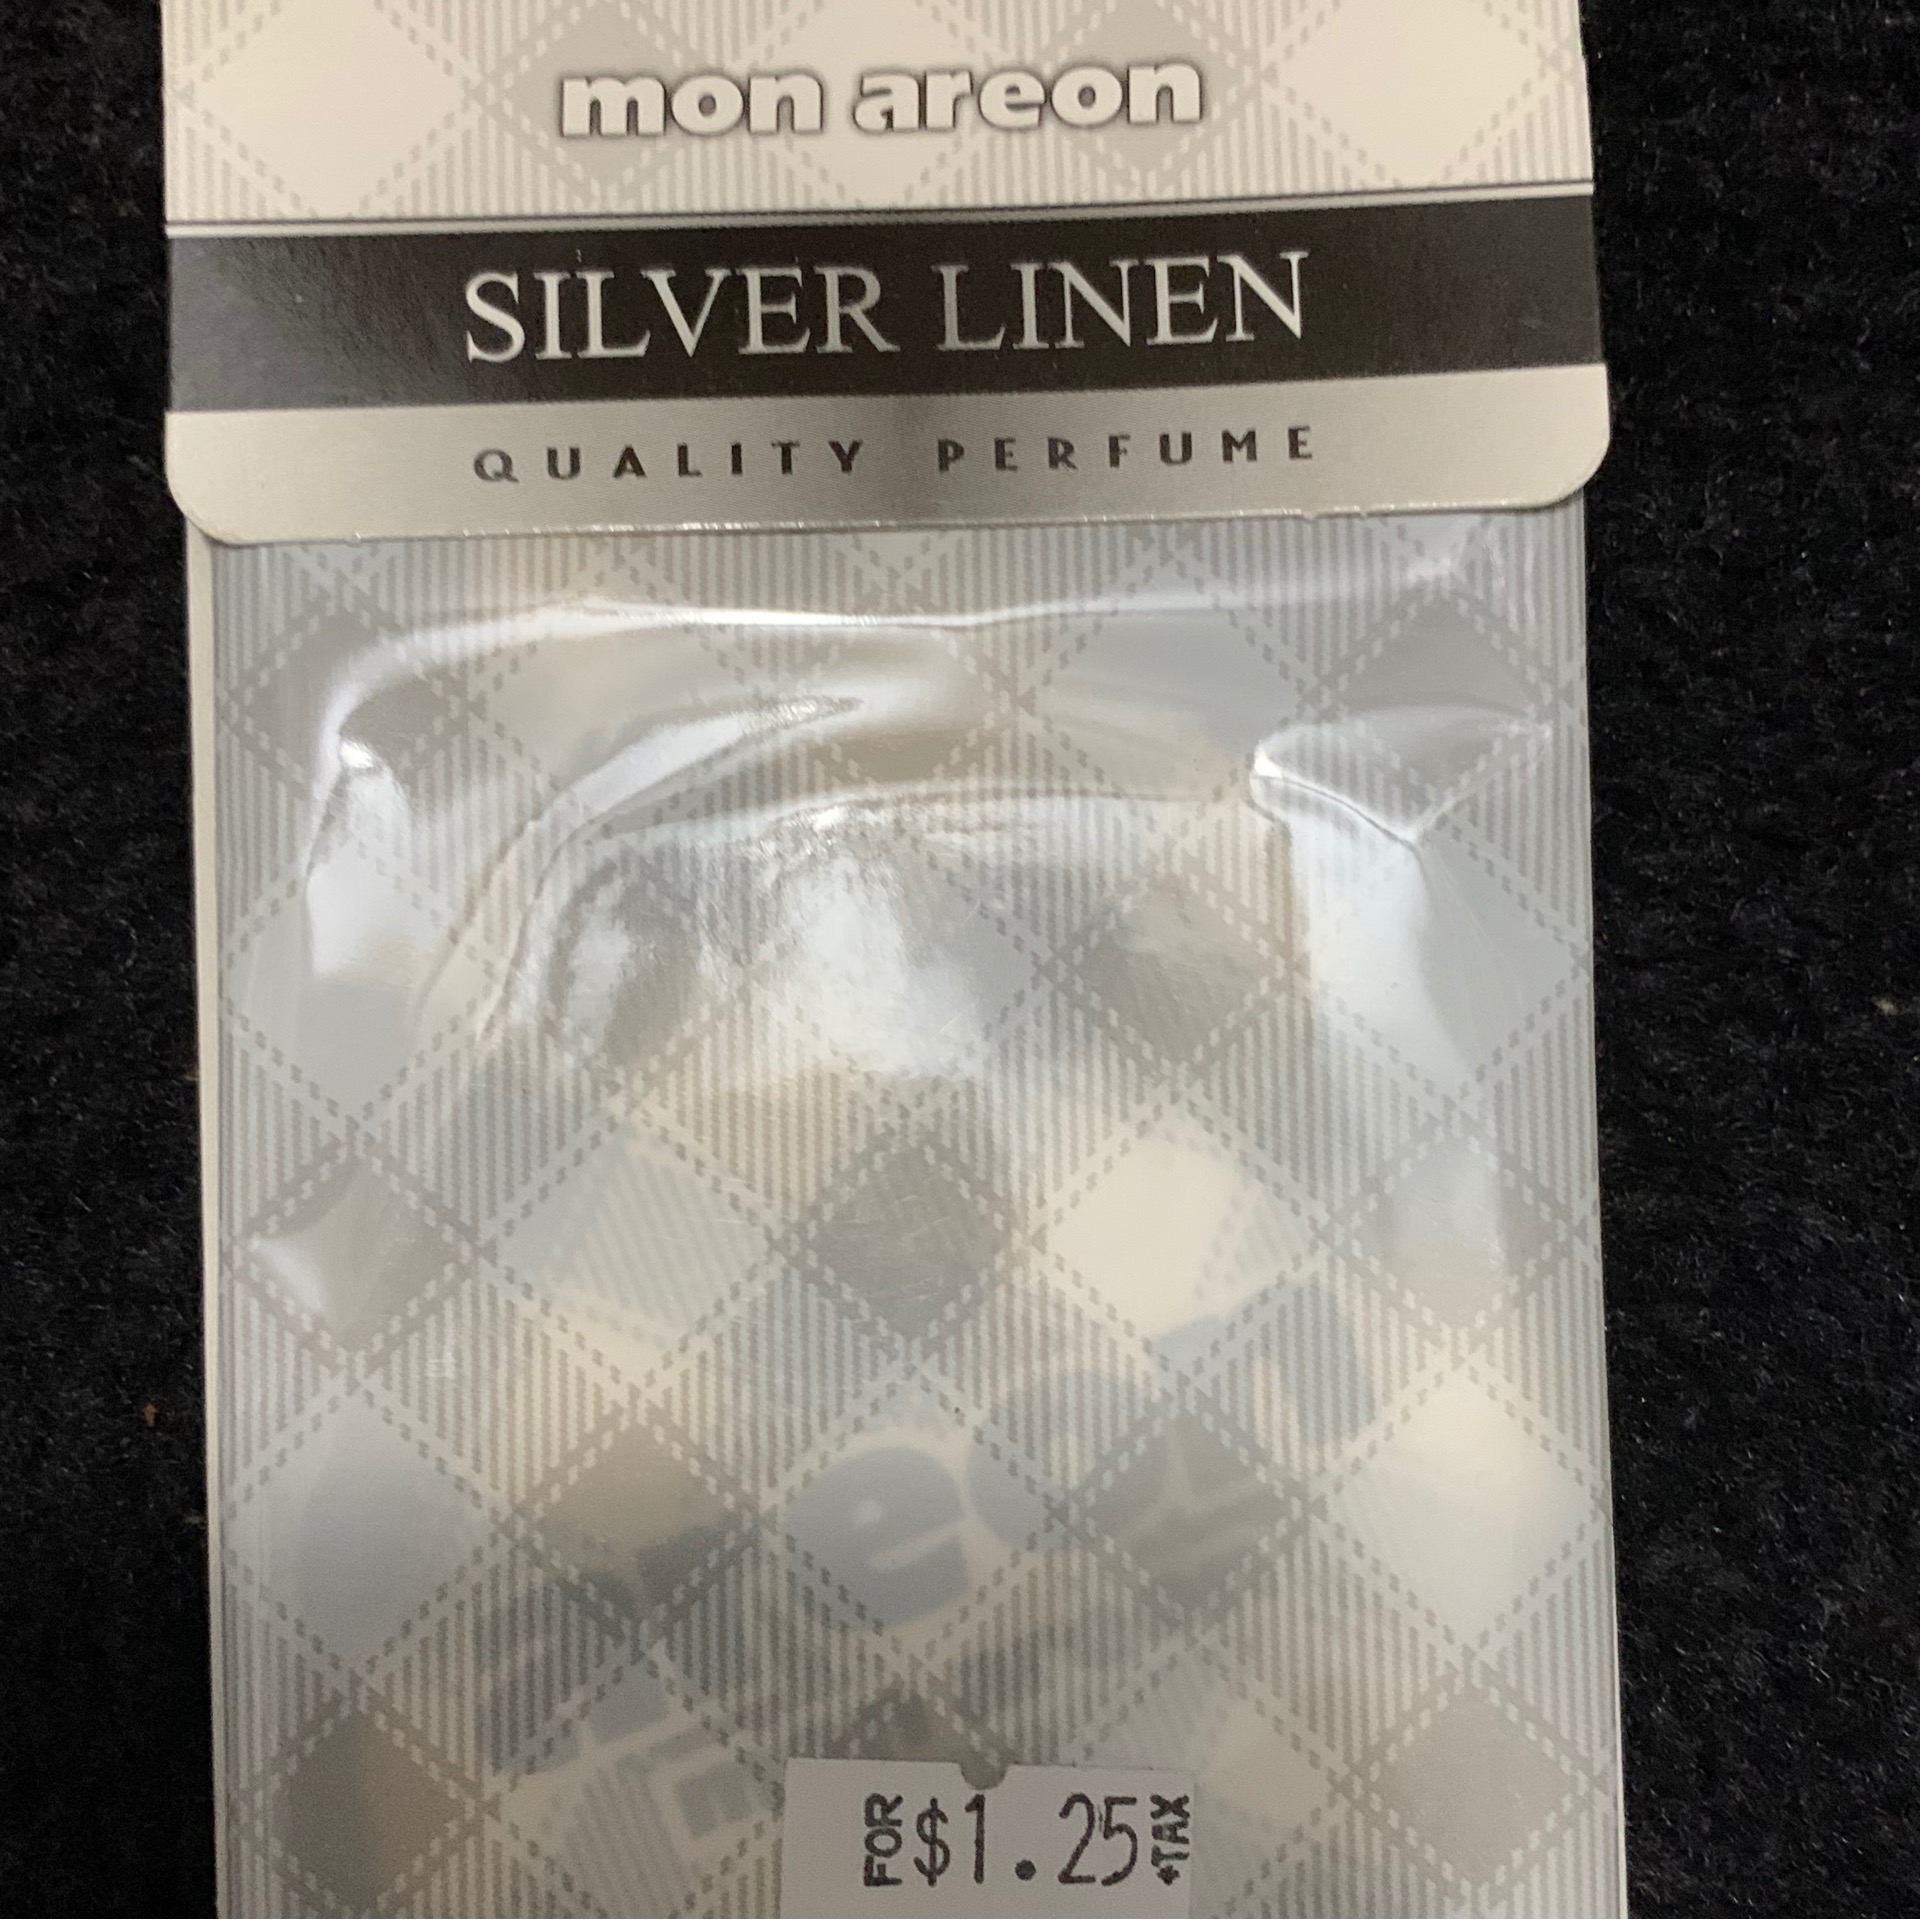 mon areon
SILVER LINEN
QUALITY PERFUME
FOR $1.25 +TAX